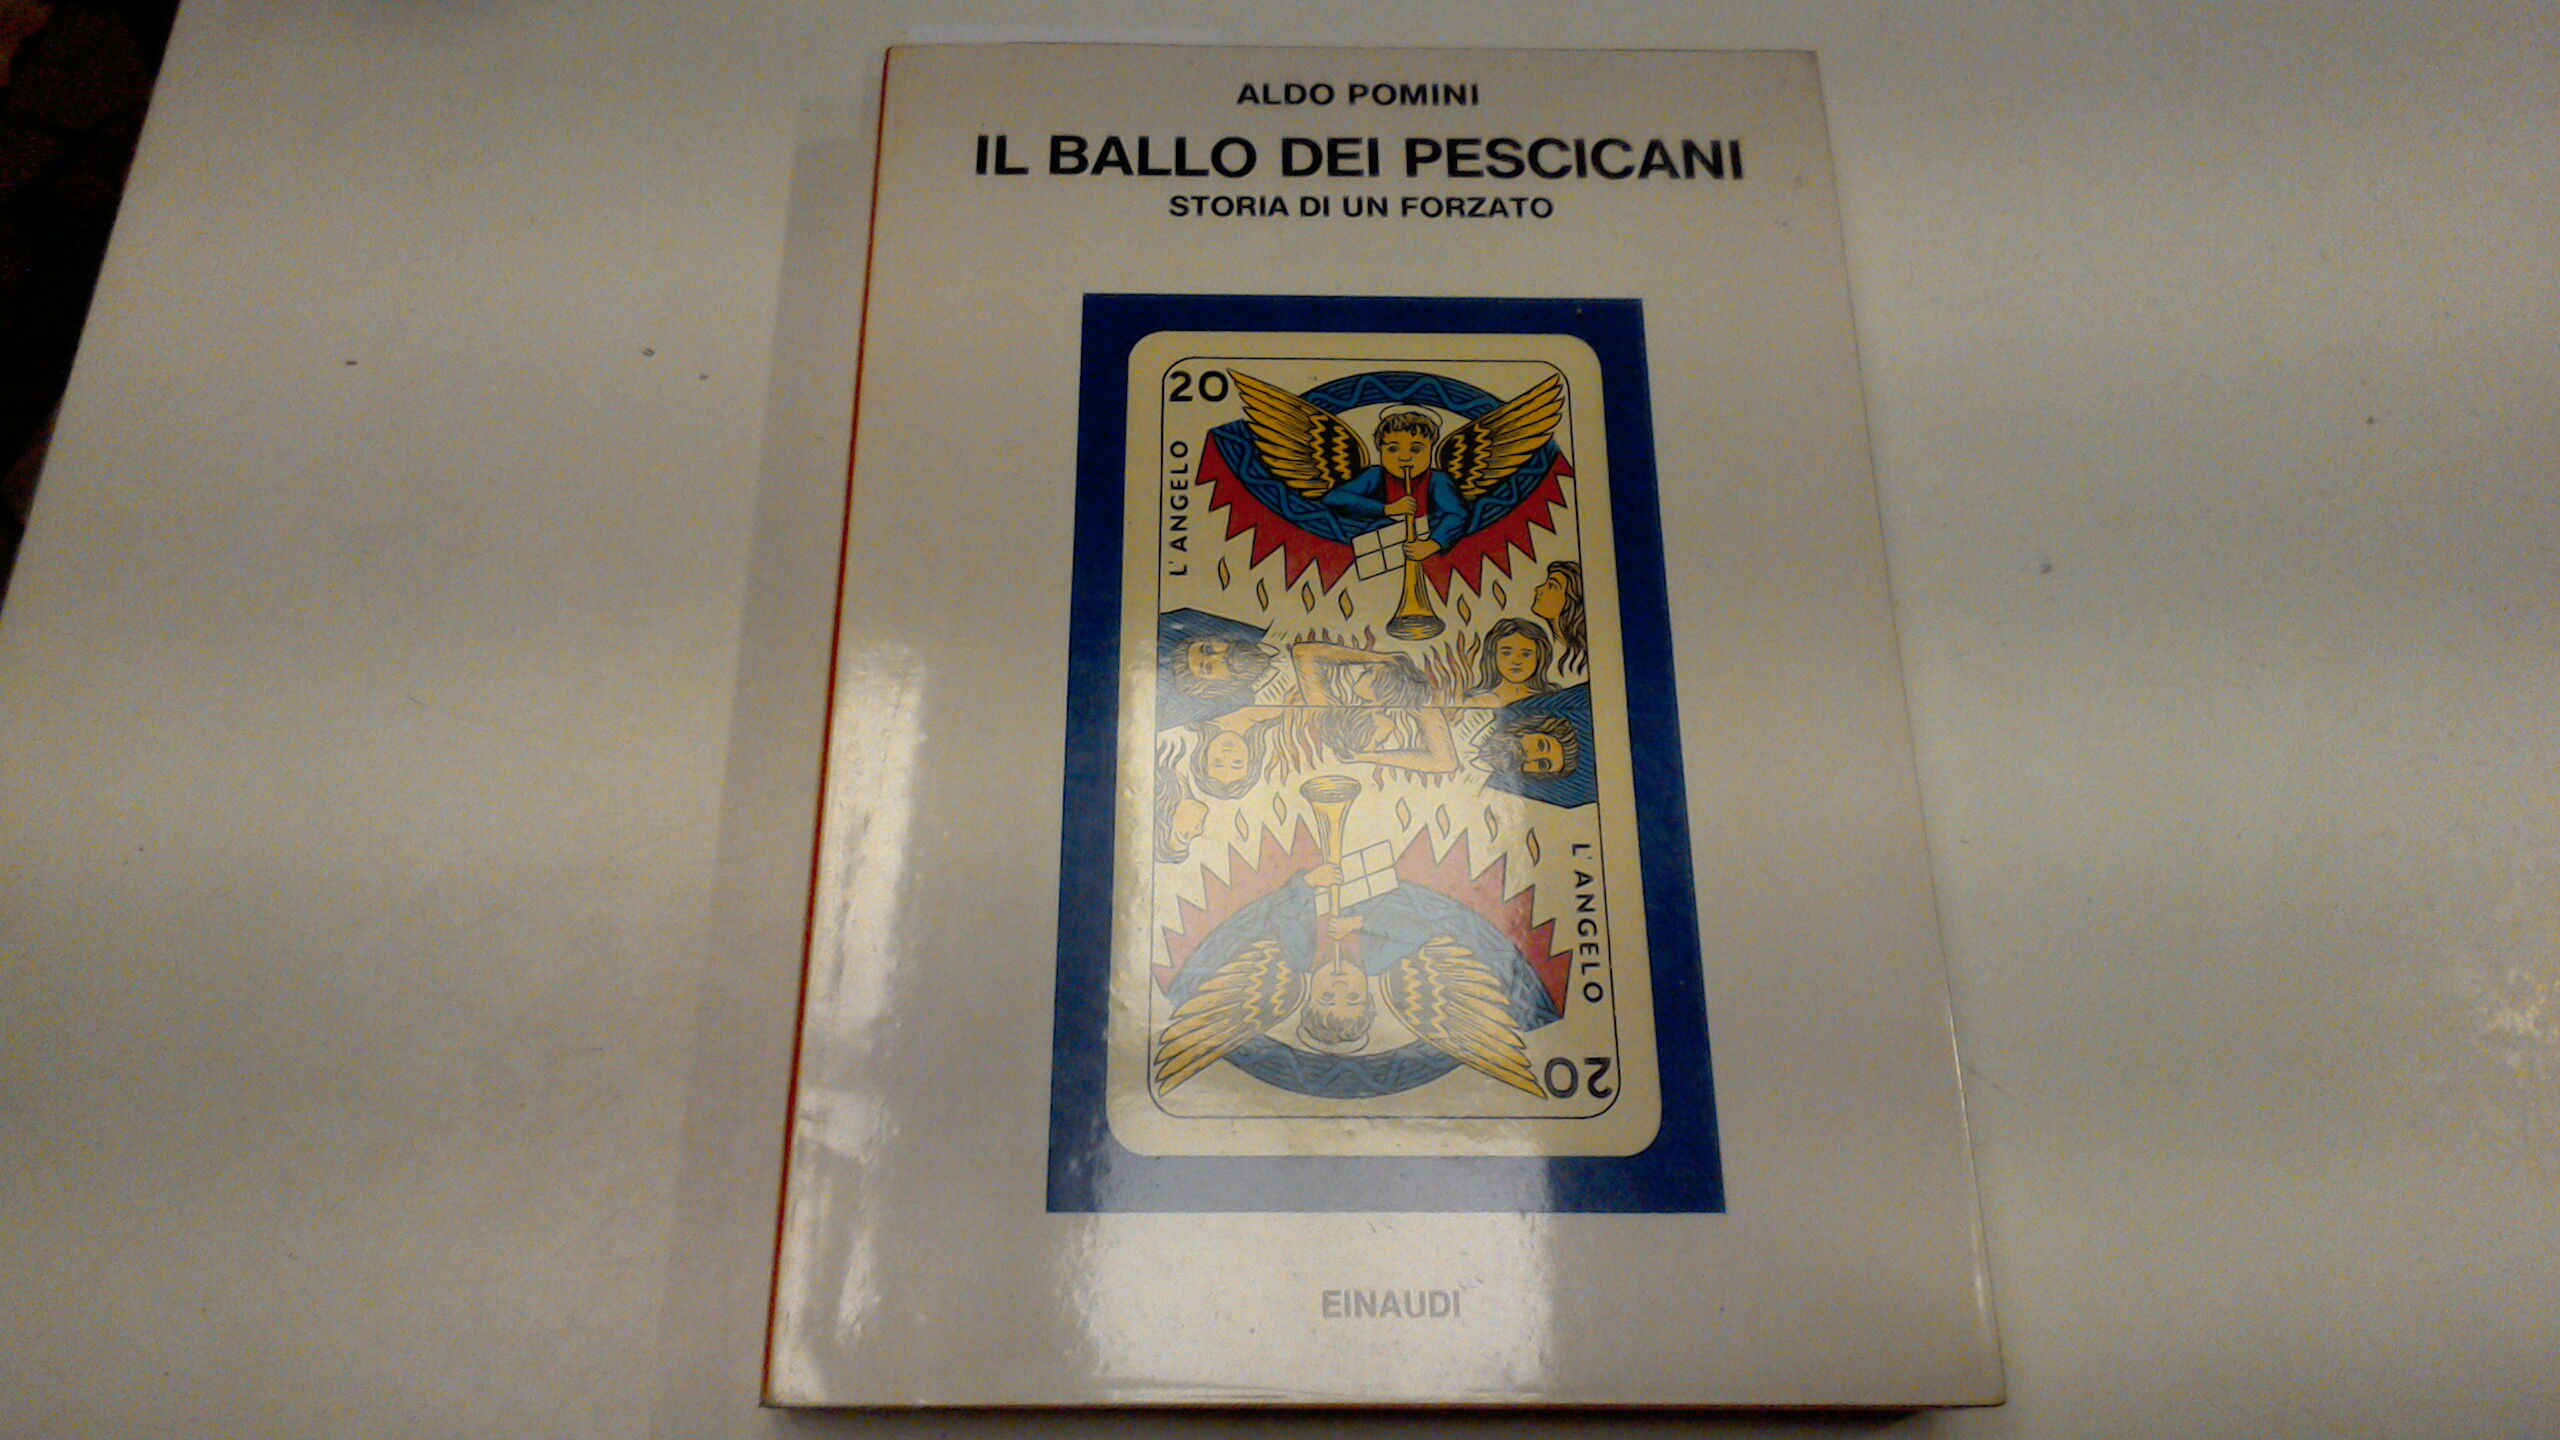 ALDO POMINI
IL BALLO DEI PESCICANI
STORIA DI UN FORZATO
20
L'ANGELO
L'ANGELO
20
EINAUDI